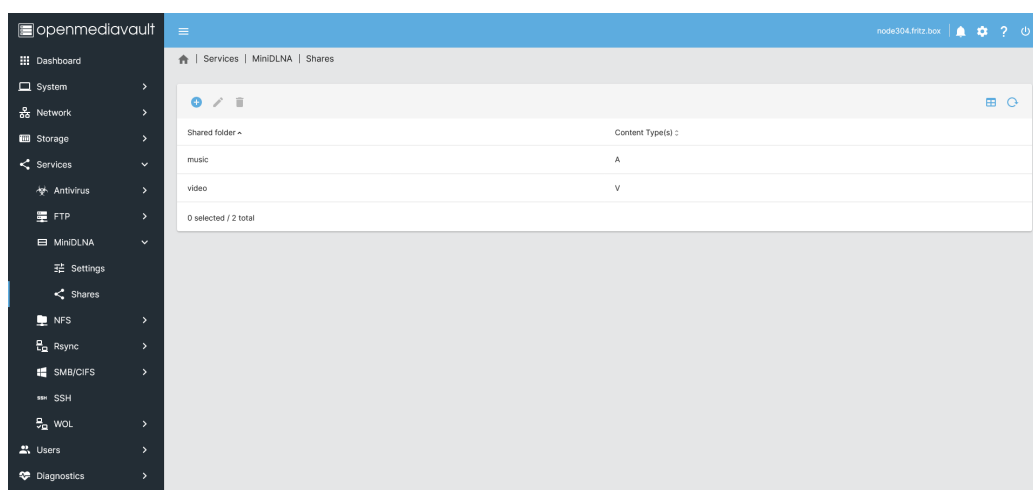 openmediavault
node304.fritz.box
Dashboard
System
Network
Storage
Services
Antivirus
FTP
MiniDLNA
Settings
Shares
NFS
Rsync
SMB/CIFS
SSH SSH
WOL
Users
Diagnostics
| Services | MiniDLNA | Shares
Shared folder Content Type(s)
music A
video V
0 selected / 2 total